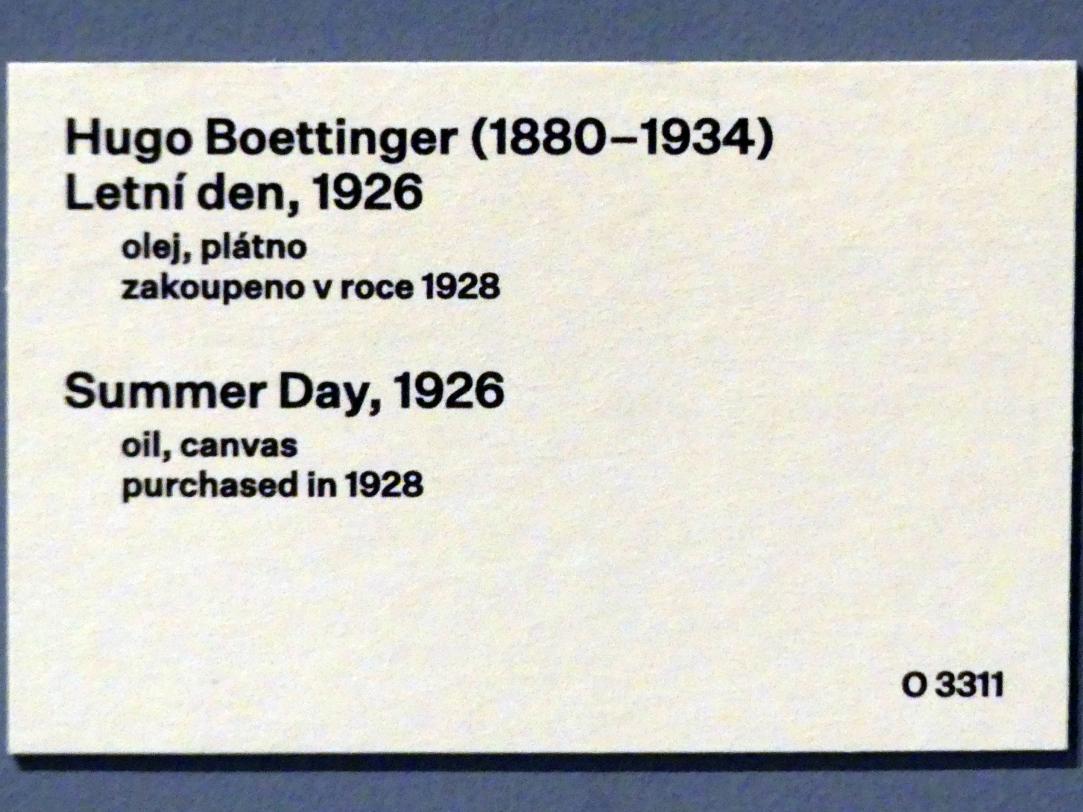 Hugo Boettinger (1880–1934)
Letní den, 1926
olej, plátno
zakoupeno v roce 1928
Summer Day, 1926
oil, canvas
purchased in 1928
O 3311